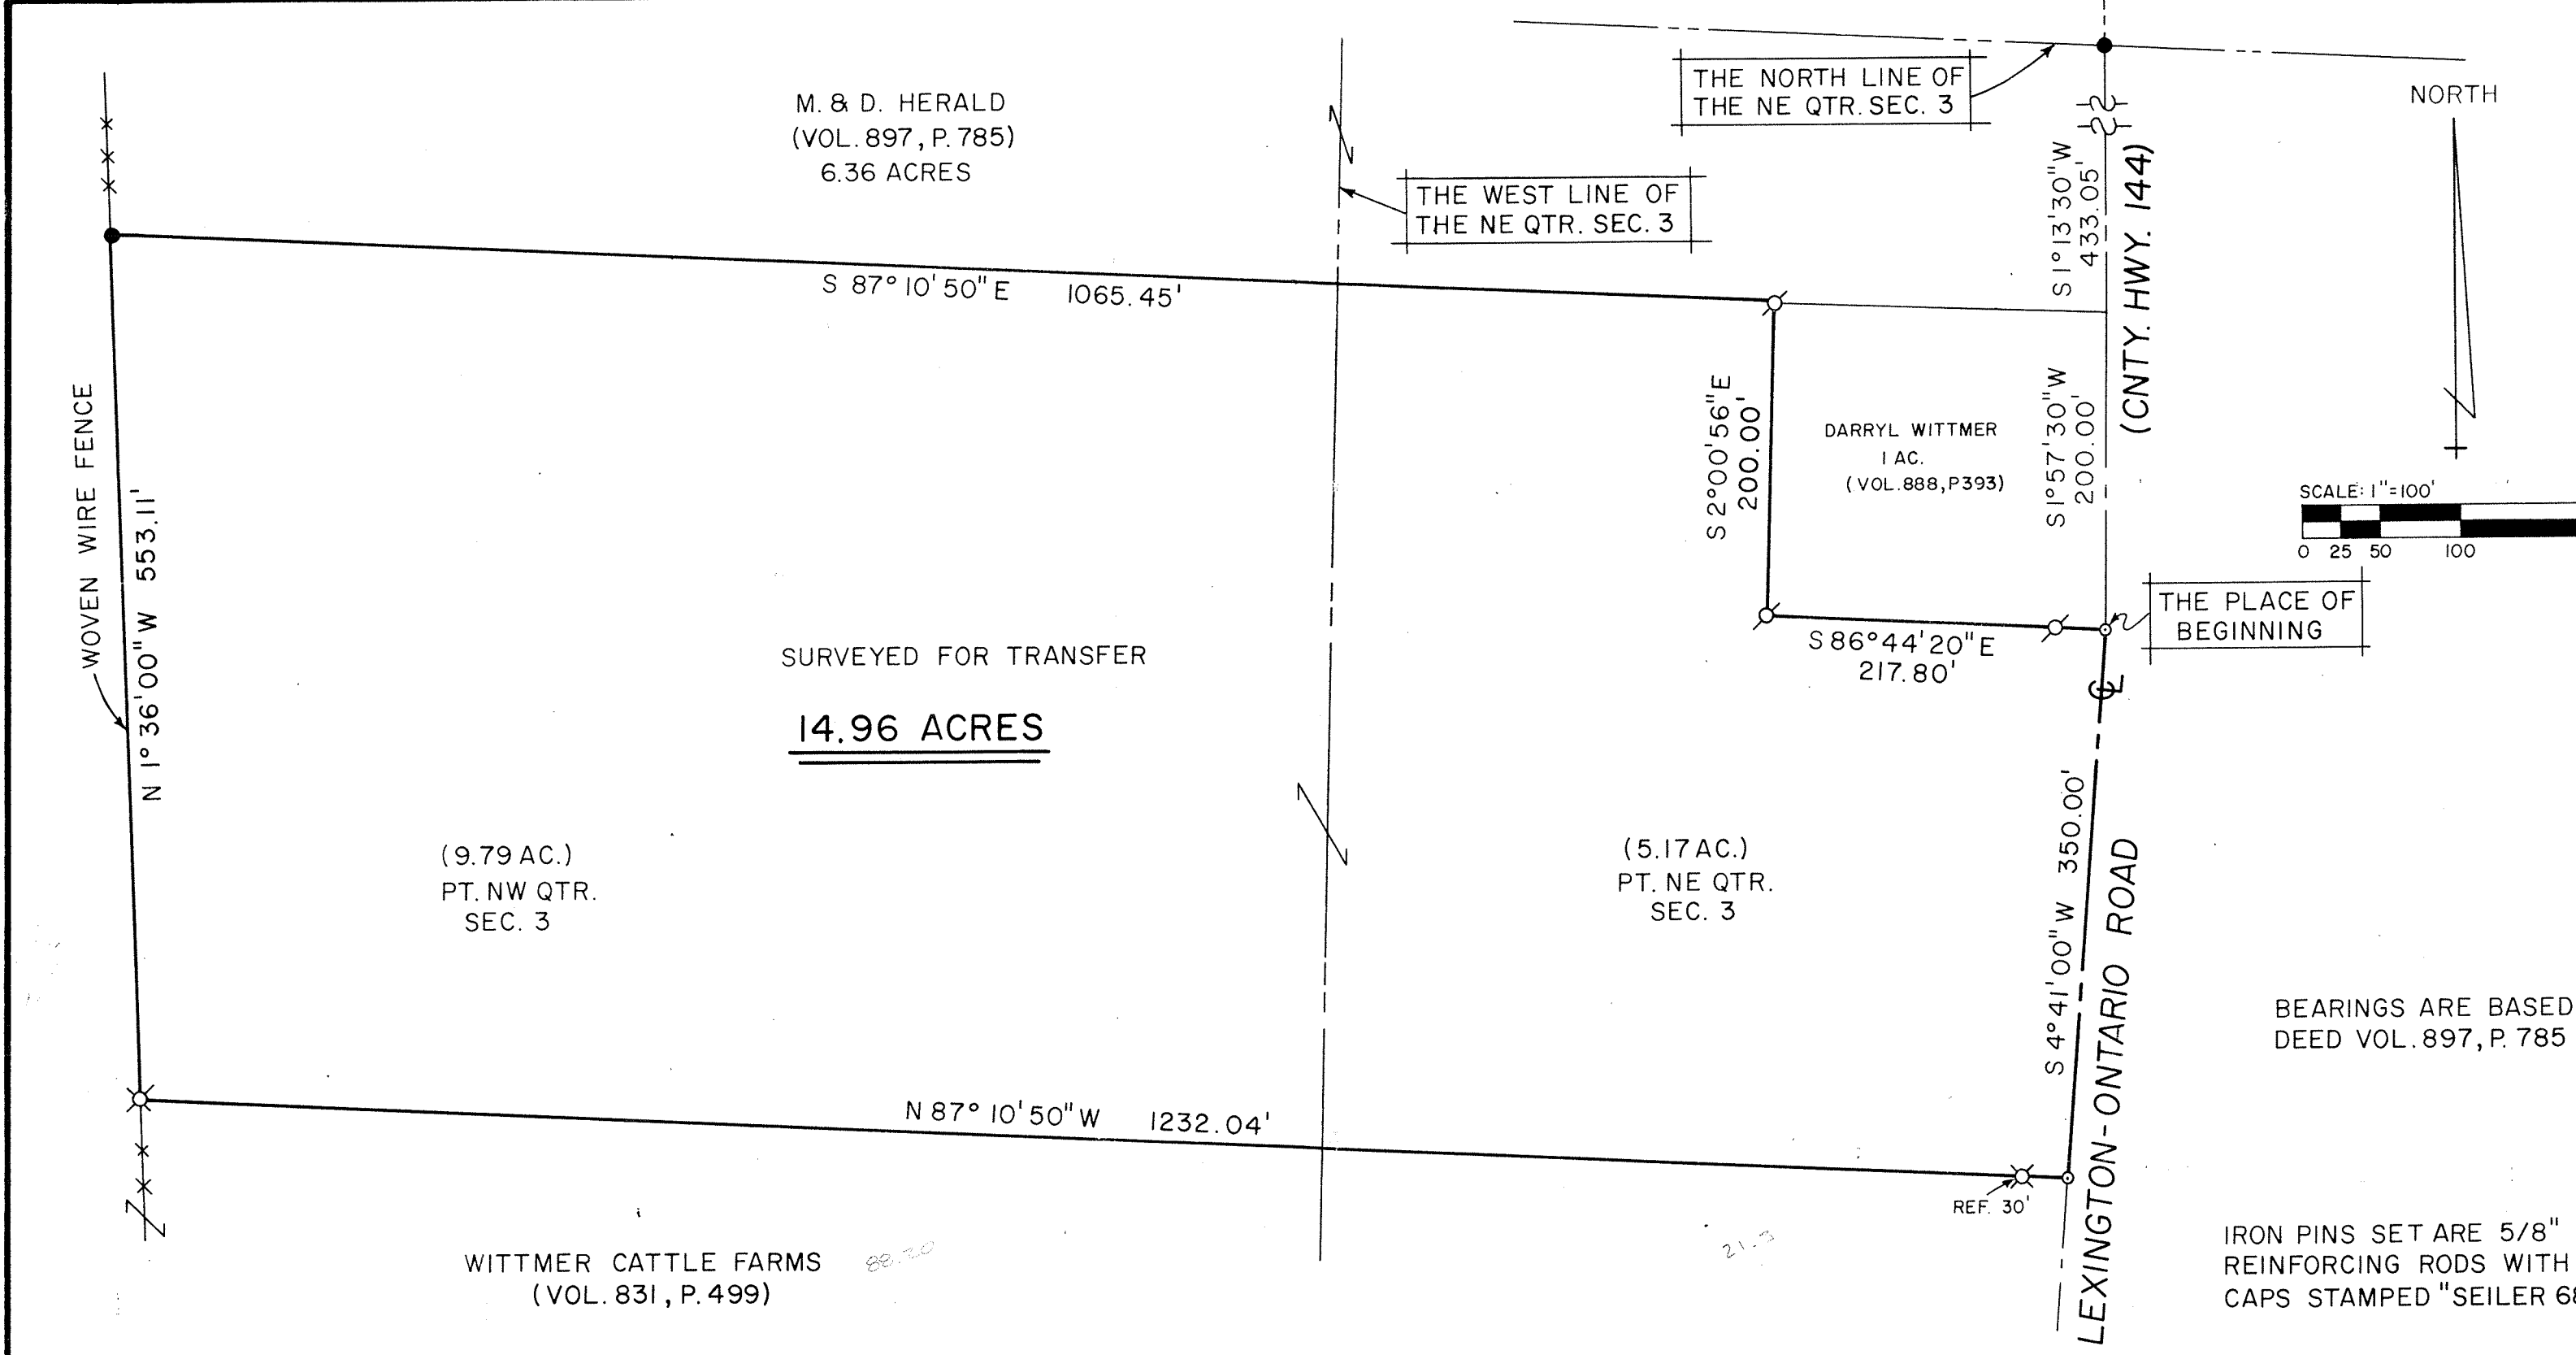 M. & D. HERALD
(VOL. 897, P. 785)
6.36 ACRES
THE NORTH LINE OF
THE NE QTR. SEC. 3
THE WEST LINE OF
THE NE QTR. SEC. 3
NORTH
S 1° 13' 30" W
433.05'
(CNTY. HWY. 144)
S 87° 10' 50" E 1065.45'
WOVEN WIRE FENCE
N 1° 36' 00" W 553.11'
S 2° 00' 56" E
200.00'
DARRYL WITTMER
1 AC.
(VOL. 888, P393)
S 1° 57' 30" W
200.00'
SCALE: 1" = 100'
0 25 50 100
THE PLACE OF
BEGINNING
S 86° 44' 20" E
217.80'
℄
SURVEYED FOR TRANSFER
14.96 ACRES
(9.79 AC.)
PT. NW QTR.
SEC. 3
(5.17 AC.)
PT. NE QTR.
SEC. 3
S 4° 41' 00" W 350.00'
LEXINGTON-ONTARIO ROAD
BEARINGS ARE BASED
DEED VOL. 897, P. 785
N 87° 10' 50" W 1232.04'
REF. 30'
WITTMER CATTLE FARMS
(VOL. 831, P. 499)
88.20
21.3
IRON PINS SET ARE 5/8"
REINFORCING RODS WITH
CAPS STAMPED "SEILER 68